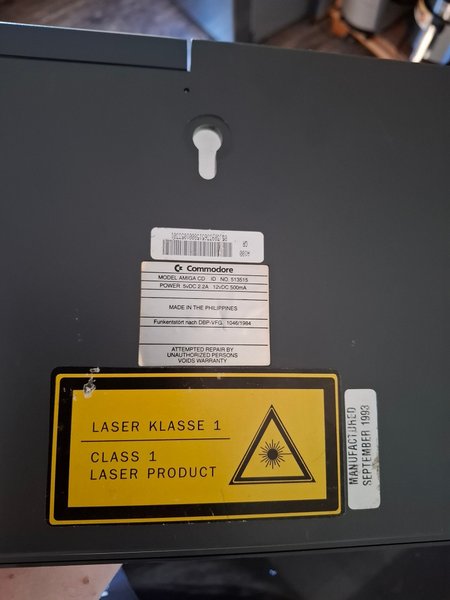 Commodore
MODEL AMIGA CD ID. NO. 513515
POWER 5vDC 2.2A 12vDC 500mA
MADE IN THE PHILIPPINES
Funkentstört nach DBP-VFG. 1046/1984
ATTEMPTED REPAIR BY
UNAUTHORIZED PERSONS
VOIDS WARRANTY
LASER KLASSE 1
CLASS 1
LASER PRODUCT
MANUFACTURED
SEPTEMBER 1993